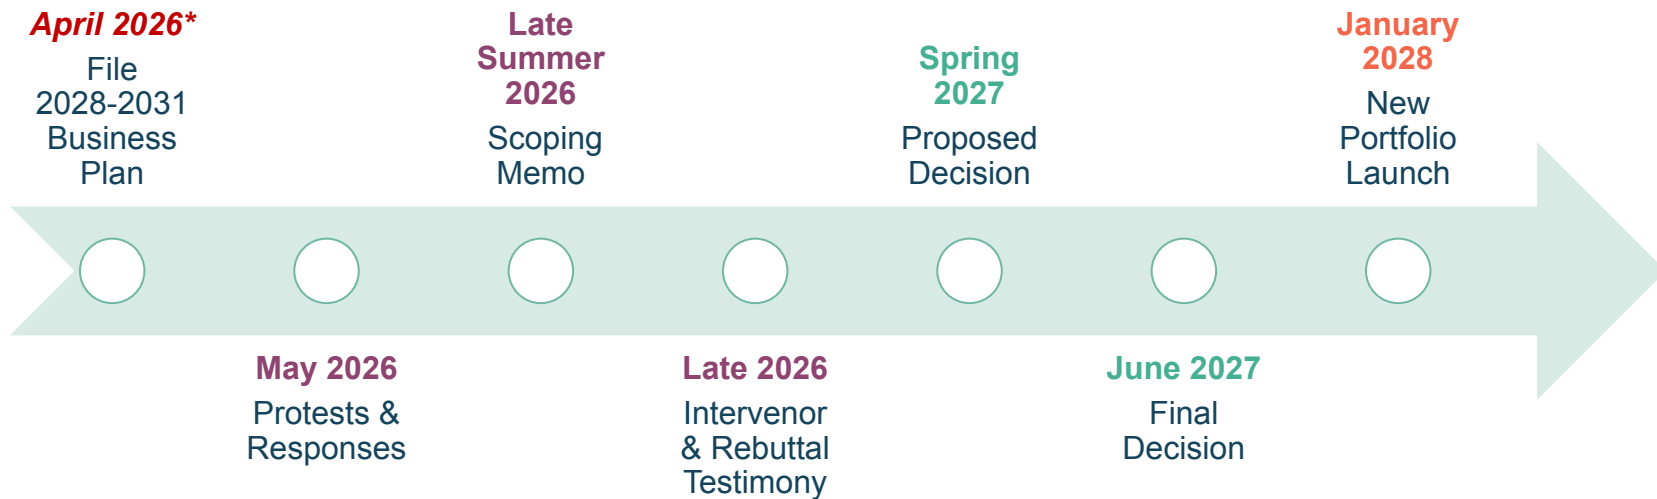 April 2026*
File
2028-2031
Business
Plan
May 2026
Protests &
Responses
Late
Summer
2026
Scoping
Memo
Late 2026
Intervenor
& Rebuttal
Testimony
Spring
2027
Proposed
Decision
June 2027
Final
Decision
January
2028
New
Portfolio
Launch